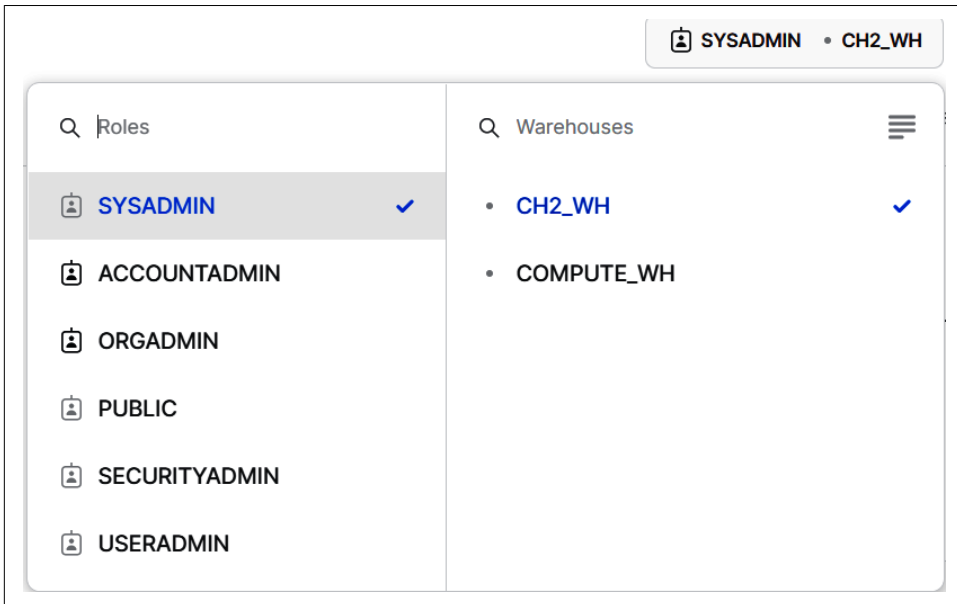 SYSADMIN • CH2_WH
Roles
Warehouses
SYSADMIN
• CH2_WH
ACCOUNTADMIN
• COMPUTE_WH
ORGADMIN
PUBLIC
SECURITYADMIN
USERADMIN